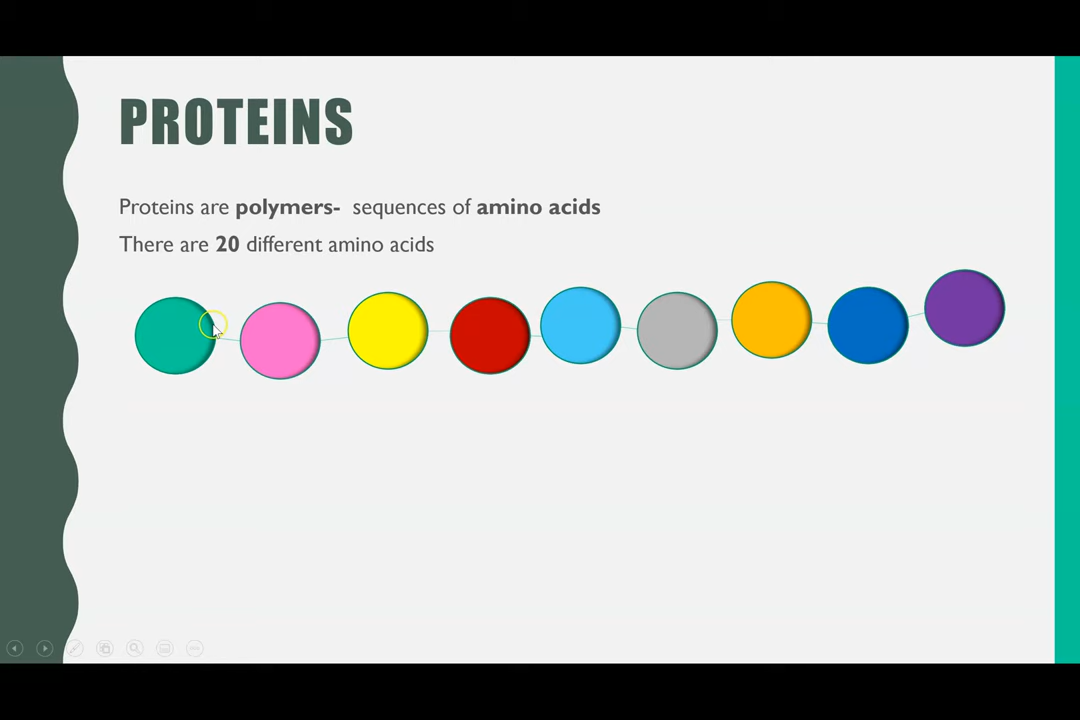 PROTEINS
Proteins are polymers- sequences of amino acids
There are 20 different amino acids